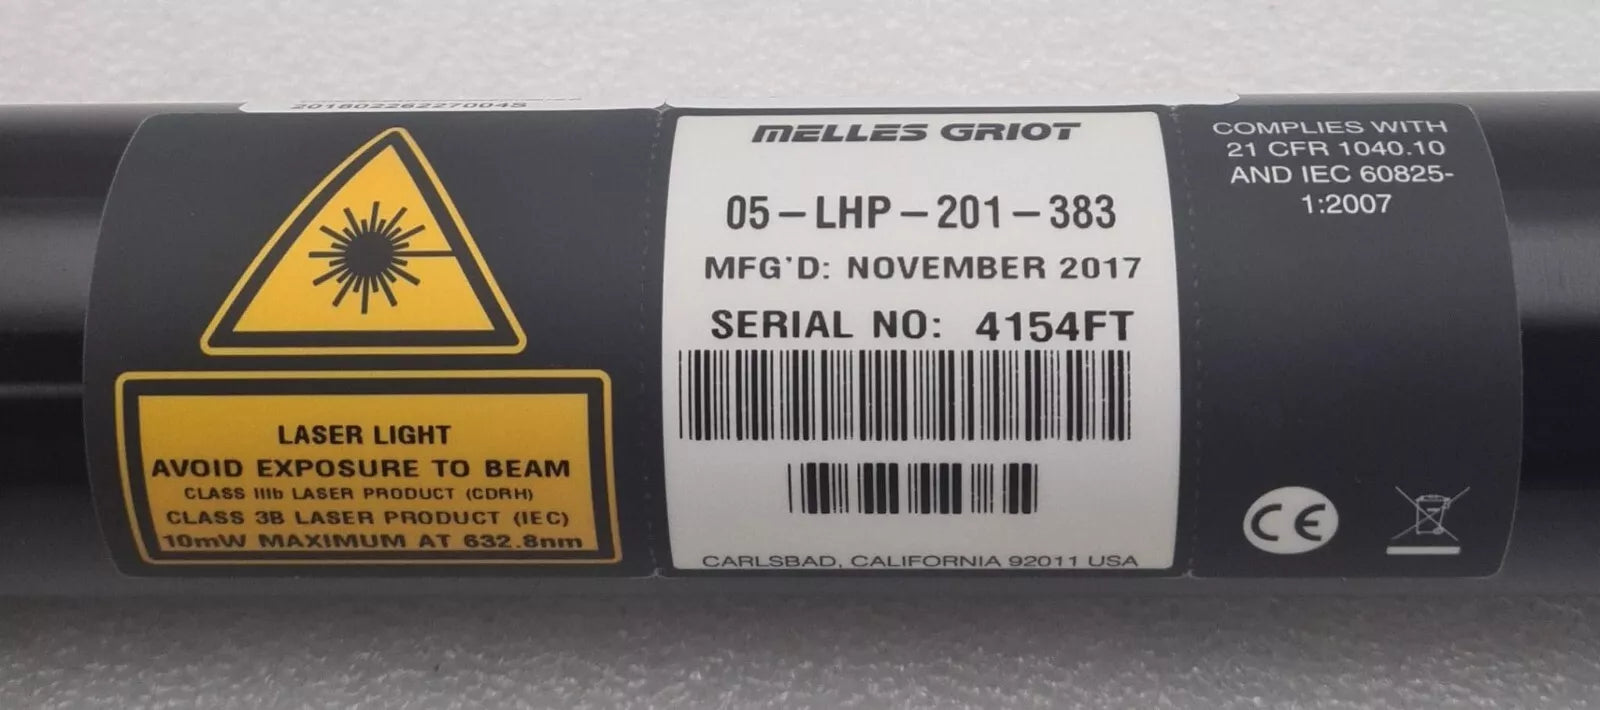 20180226227004S
LASER LIGHT
AVOID EXPOSURE TO BEAM
CLASS IIIb LASER PRODUCT (CDRH)
CLASS 3B LASER PRODUCT (IEC)
10mW MAXIMUM AT 632.8nm
MELLES GRIOT
05-LHP-201-383
MFG'D: NOVEMBER 2017
SERIAL NO: 4154FT
CARLSBAD, CALIFORNIA 92011 USA
COMPLIES WITH
21 CFR 1040.10
AND IEC 60825-
1:2007
CE